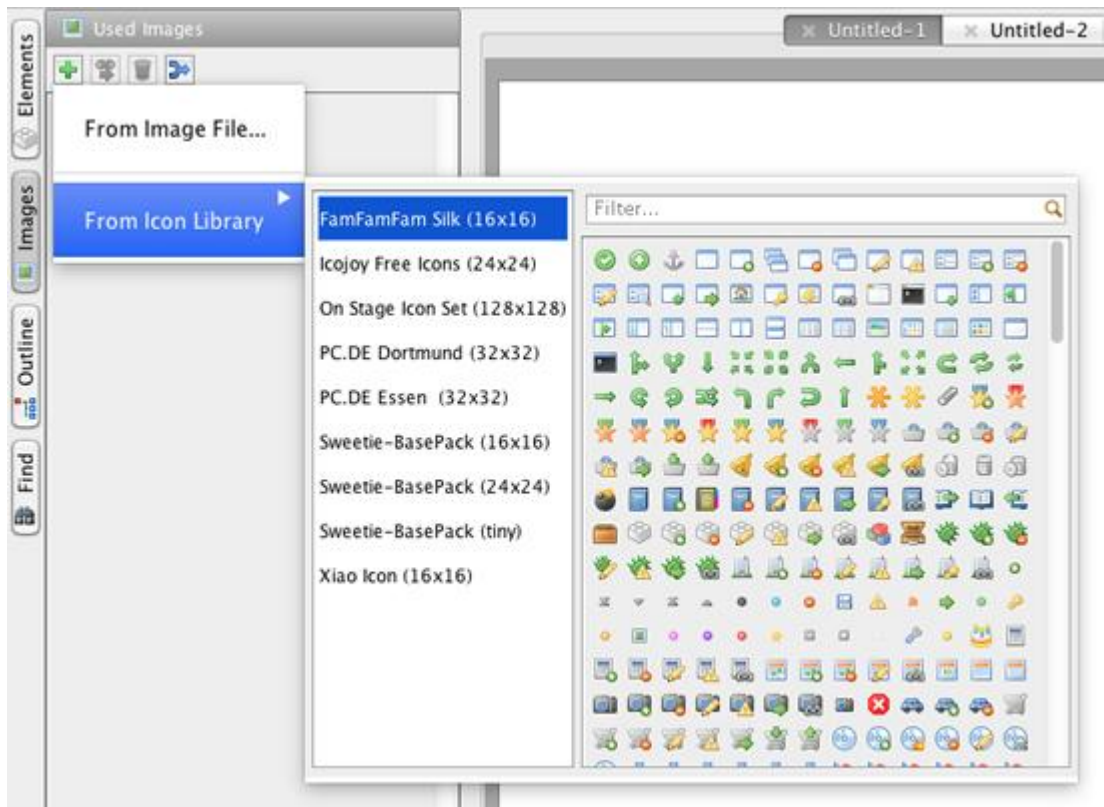 Used Images
Untitled-1
Untitled-2
Elements
Images
Outline
Find
From Image File...
From Icon Library
Filter...
FamFamFam Silk (16x16)
Icojoy Free Icons (24x24)
On Stage Icon Set (128x128)
PC.DE Dortmund (32x32)
PC.DE Essen (32x32)
Sweetie-BasePack (16x16)
Sweetie-BasePack (24x24)
Sweetie-BasePack (tiny)
Xiao Icon (16x16)